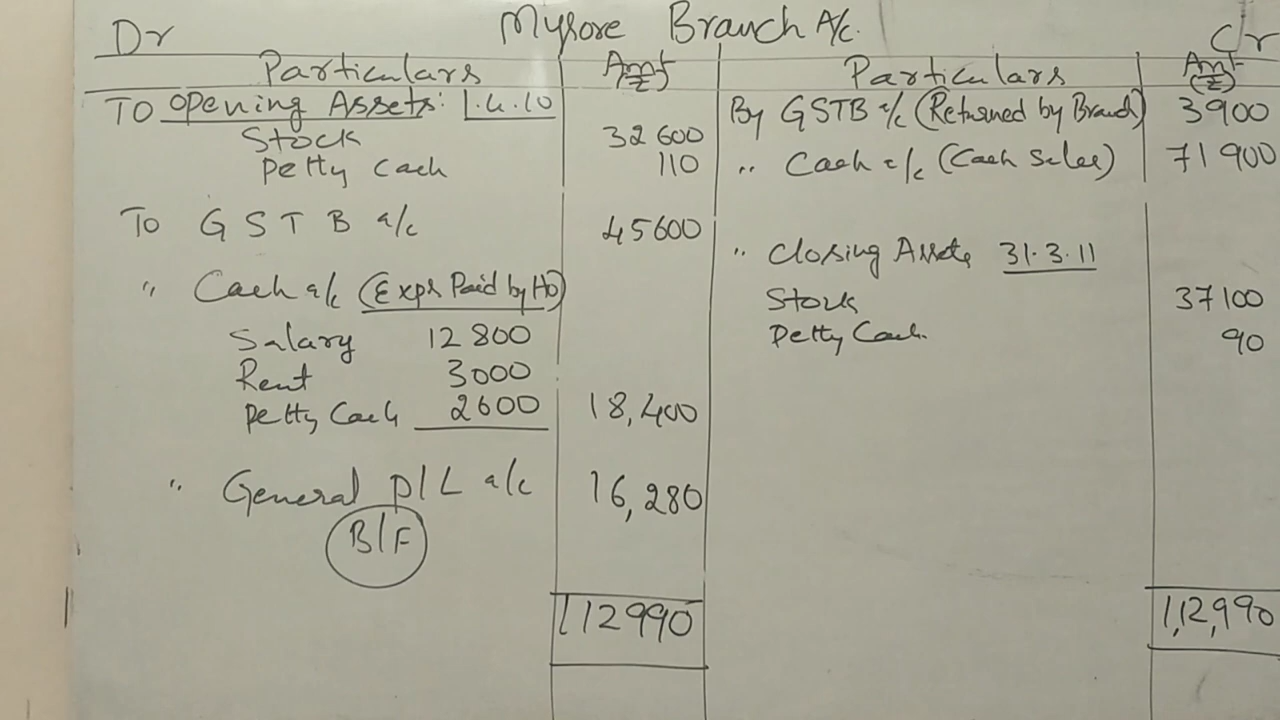 Mysore Branch A/c.
Dr Cr
Particulars Amt (₹) Particulars Amt (₹)
To Opening Assets: 1.4.10
Stock 32600
Petty Cash 110
To GSTB a/c 45600
" Cash a/c (Exps Paid by HO)
Salary 12800
Rent 3000
Petty Cash 2600 18,400
" General P/L a/c 16,280
B/F
112990
By GSTB a/c (Returned by Branch) 3900
" Cash a/c (Cash Sales) 71900
" Closing Assets 31.3.11
Stock 37100
Petty Cash 90
1,12,990